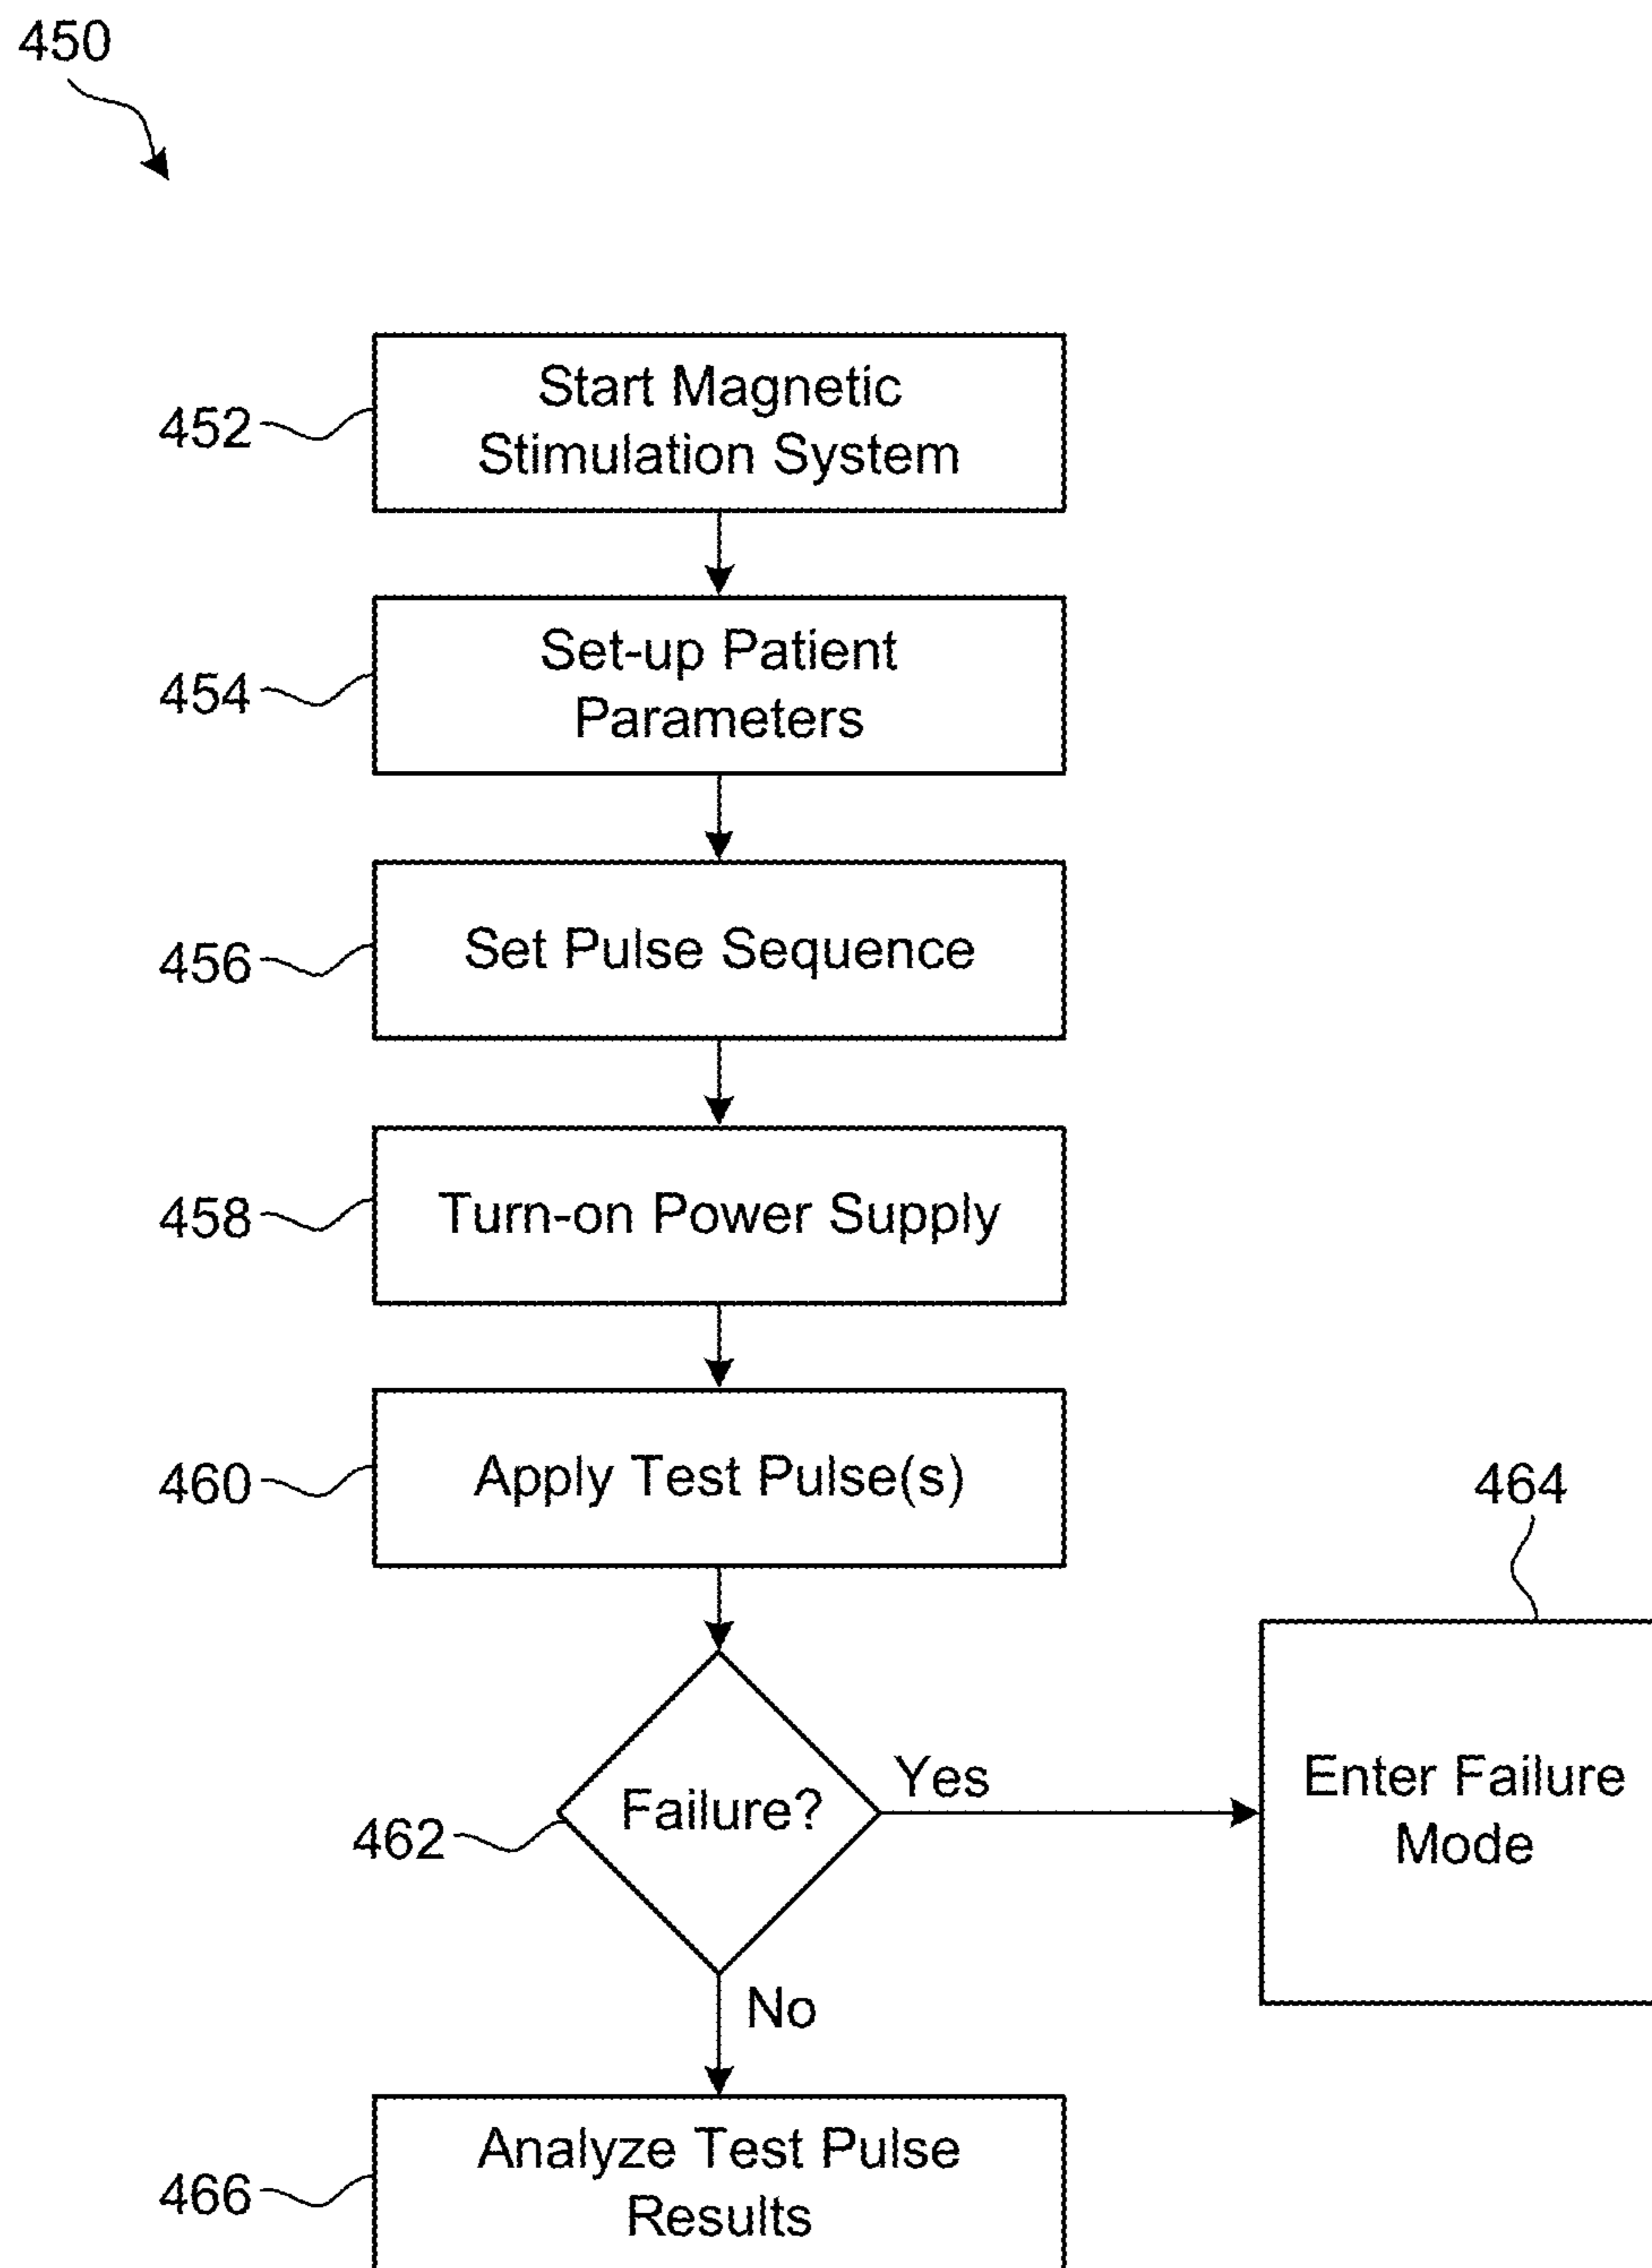 450
452
Start Magnetic
Stimulation System
454
Set-up Patient
Parameters
456
Set Pulse Sequence
458
Turn-on Power Supply
460
Apply Test Pulse(s)
464
462
Failure?
Yes
Enter Failure
Mode
No
466
Analyze Test Pulse
Results